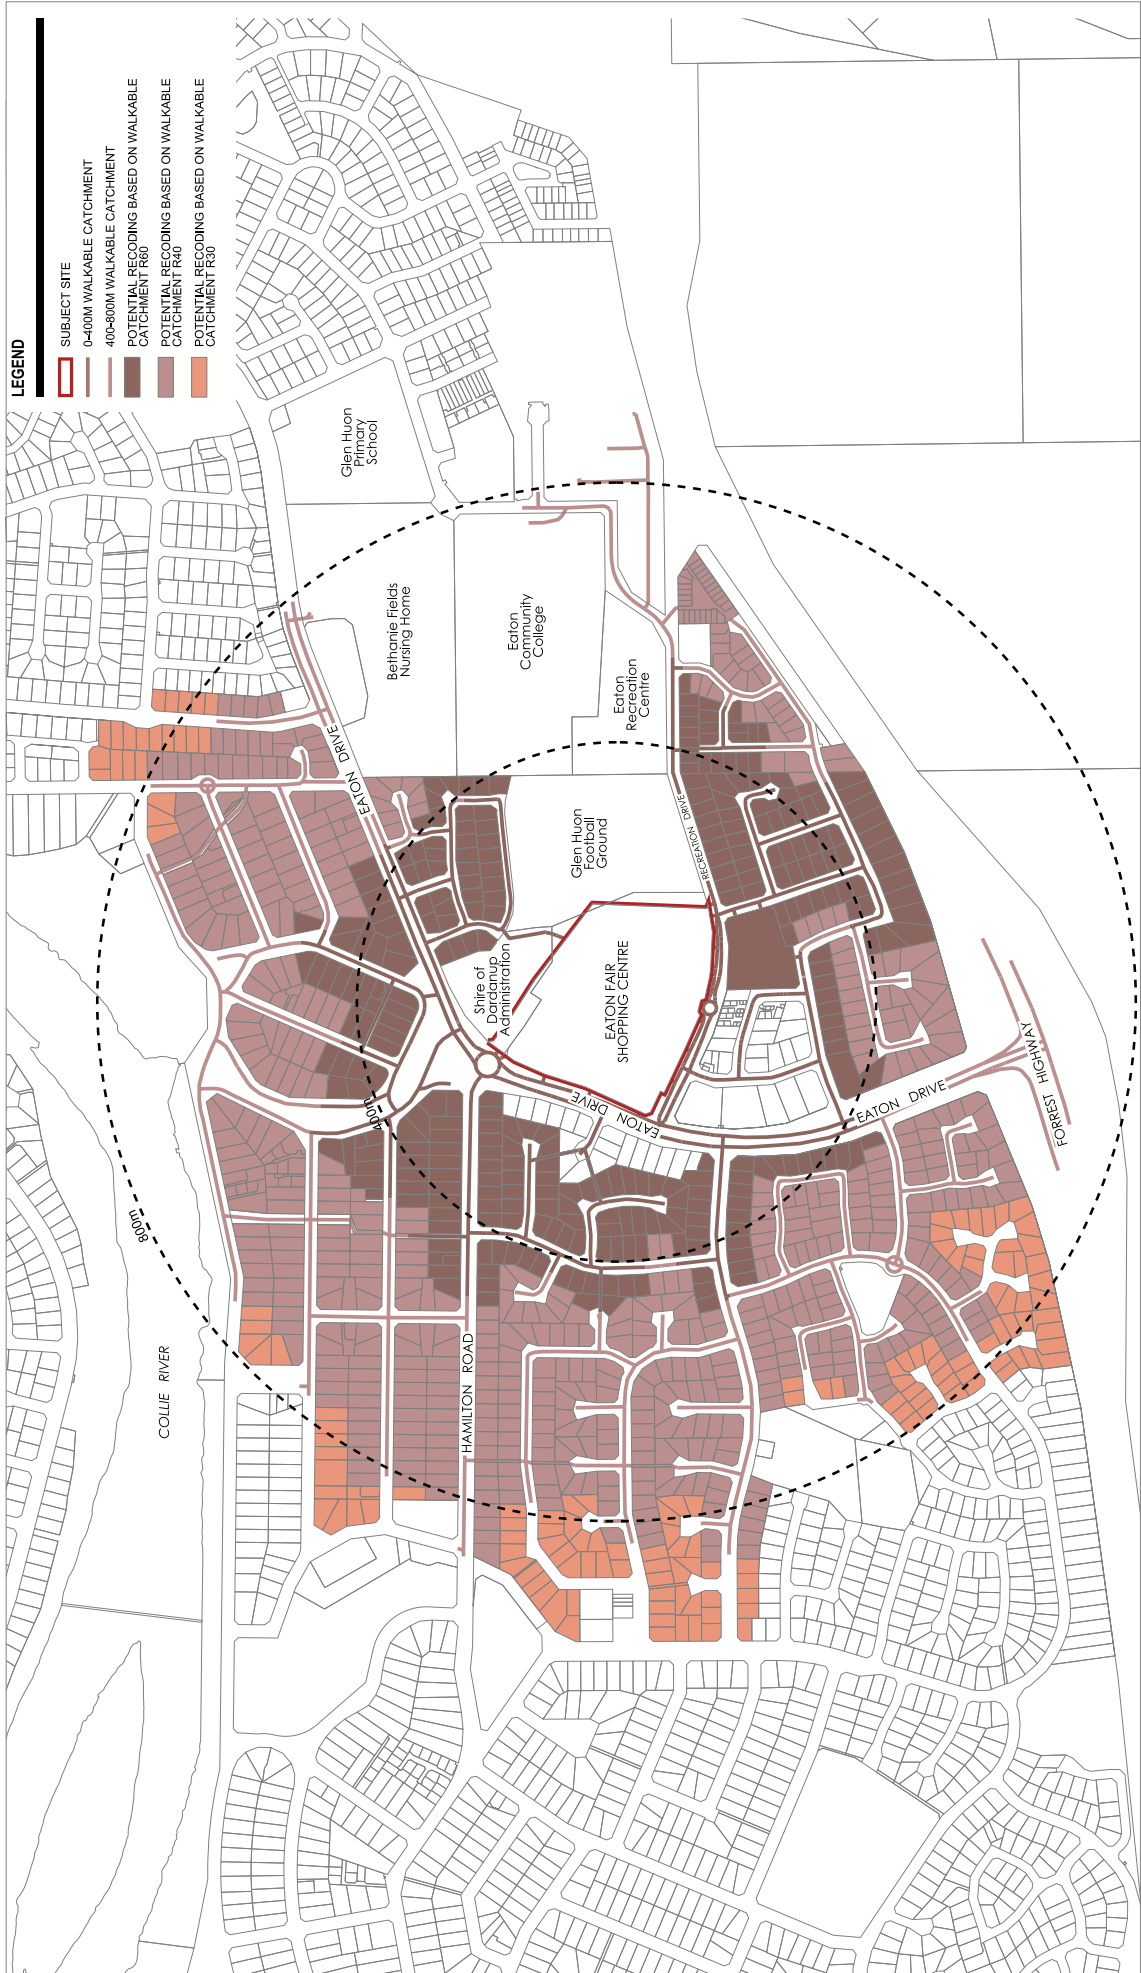 LEGEND
SUBJECT SITE
0-400M WALKABLE CATCHMENT
400-800M WALKABLE CATCHMENT
POTENTIAL RECODING BASED ON WALKABLE
CATCHMENT R60
POTENTIAL RECODING BASED ON WALKABLE
CATCHMENT R40
POTENTIAL RECODING BASED ON WALKABLE
CATCHMENT R30
Glen Huon
Primary
School
Bethanie Fields
Nursing Home
Eaton
Community
College
Eaton
Recreation
Centre
EATON DRIVE
Glen Huon
Football
Ground
RECREATION DRIVE
Shire of
Dardanup
Administration
EATON FAIR
SHOPPING CENTRE
EATON DRIVE
EATON DRIVE
FORREST HIGHWAY
400m
800m
HAMILTON ROAD
COLLIE RIVER